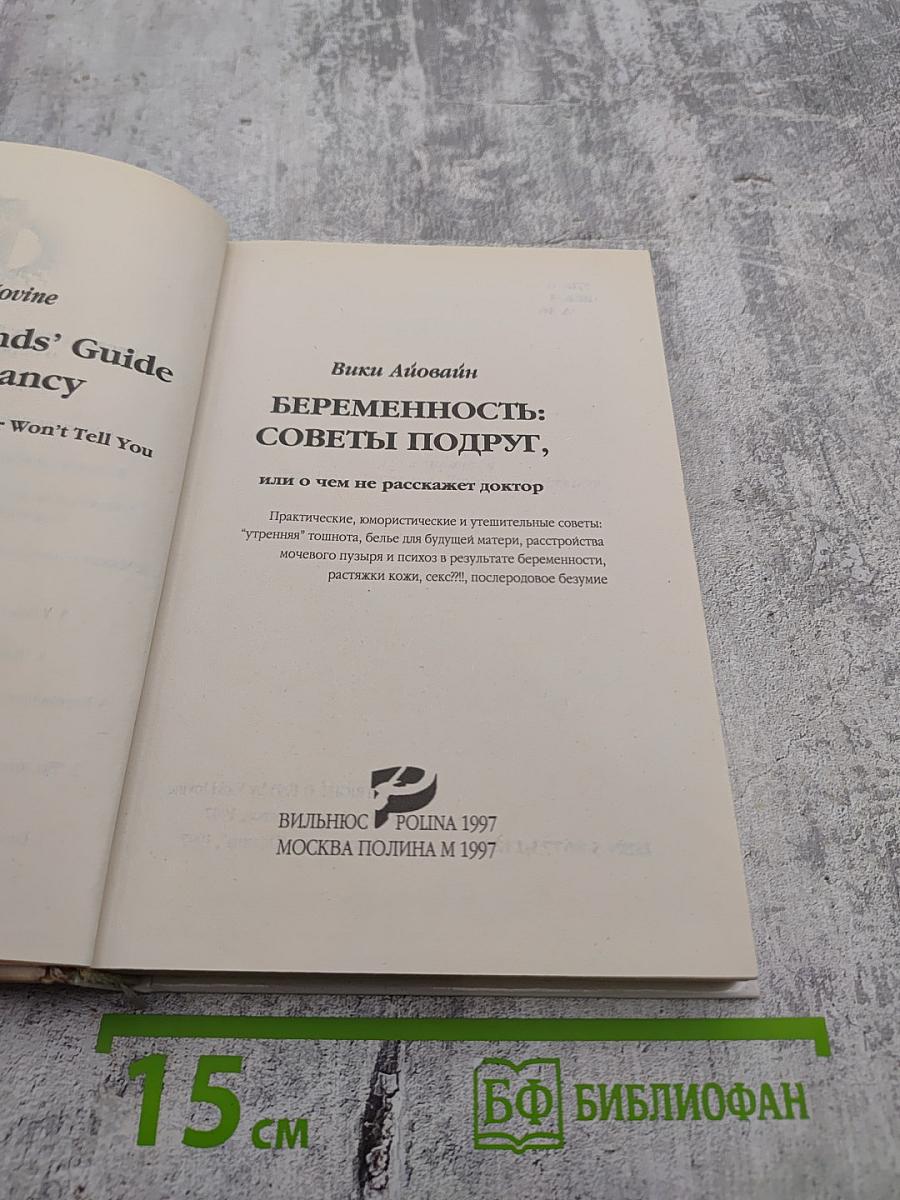 ovine
nds’ Guide
ancy
Won’t Tell You
Вики Айовайн
БЕРЕМЕННОСТЬ:
СОВЕТЫ ПОДРУГ,
или о чем не расскажет доктор
Практические, юмористические и утешительные советы:
“утренняя” тошнота, белье для будущей матери, расстройства
мочевого пузыря и психоз в результате беременности,
растяжки кожи, секс??!!, послеродовое безумие
ВИЛЬНЮС POLINA 1997
МОСКВА ПОЛИНА М 1997
15 см
БФ БИБЛИОФАН